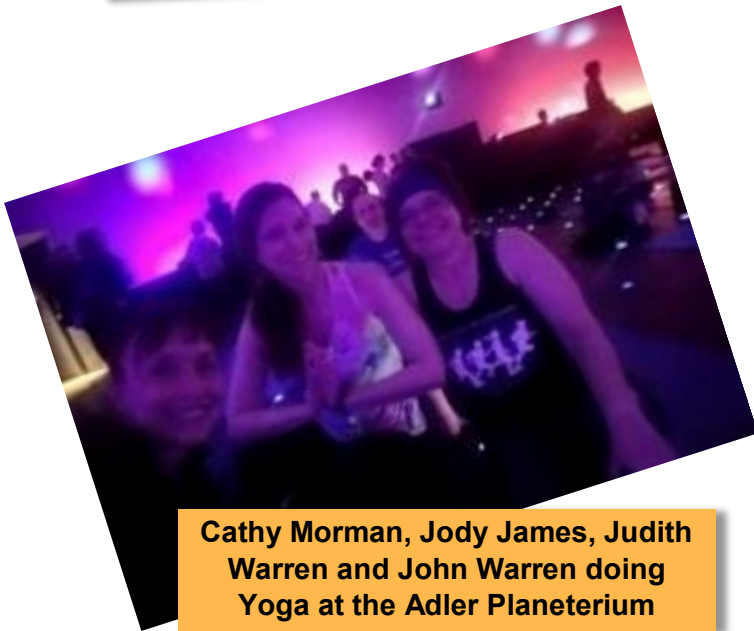 Cathy Morman, Jody James, Judith
Warren and John Warren doing
Yoga at the Adler Planeterium